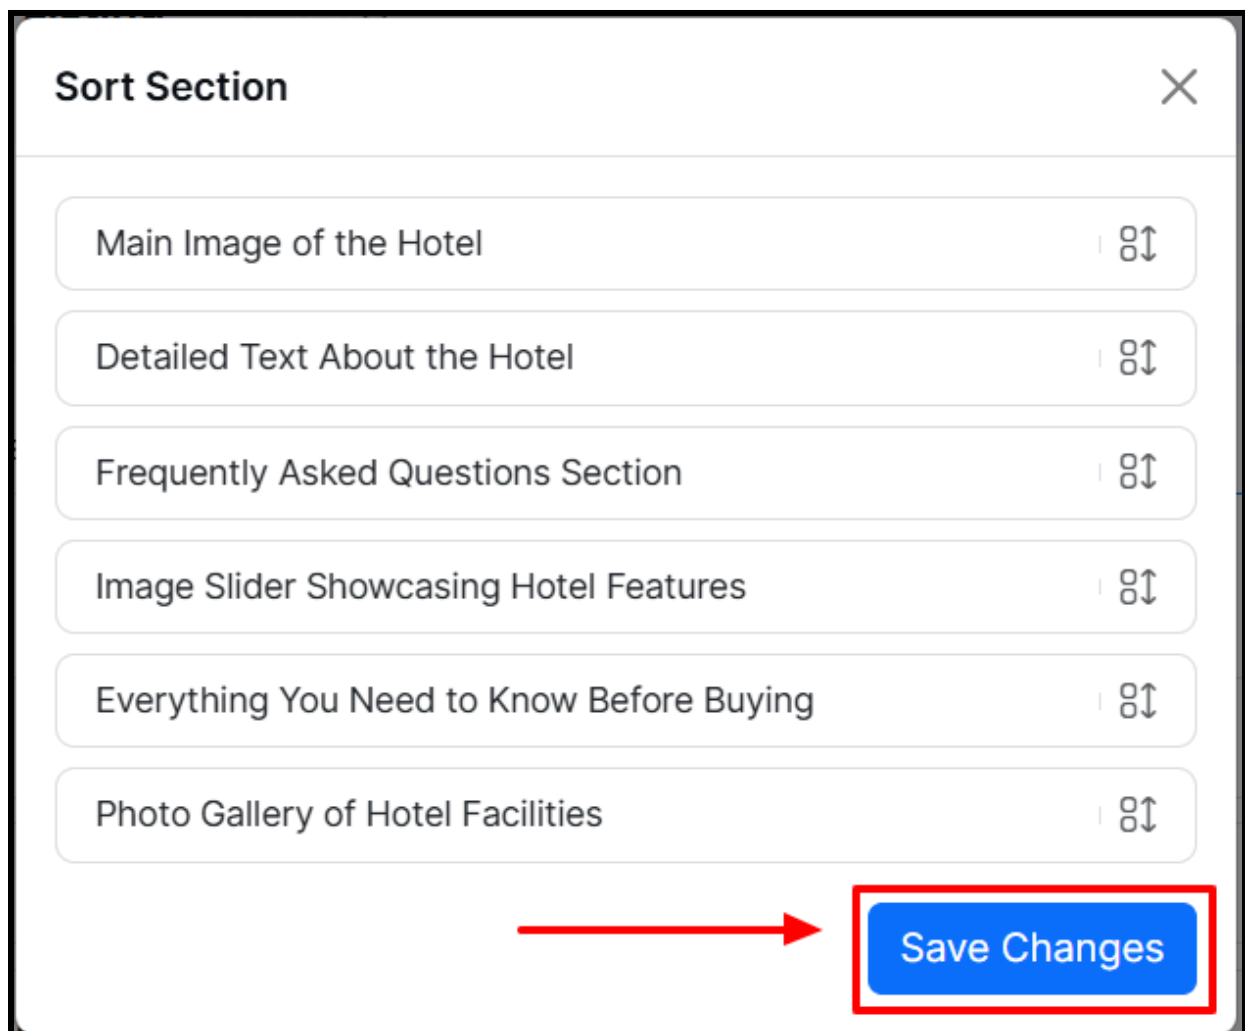 Sort Section
Main Image of the Hotel
Detailed Text About the Hotel
Frequently Asked Questions Section
Image Slider Showcasing Hotel Features
Everything You Need to Know Before Buying
Photo Gallery of Hotel Facilities
Save Changes